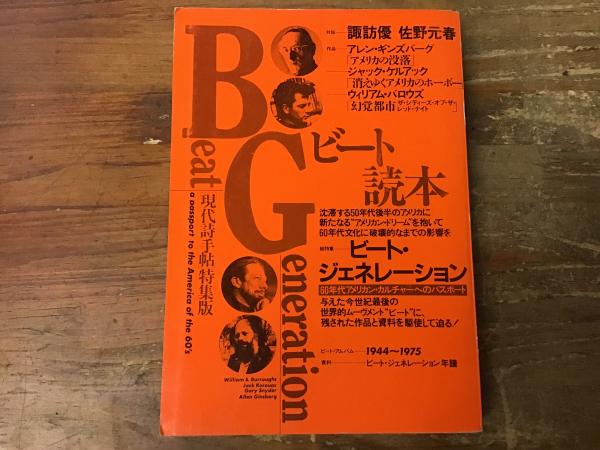 対話 諏訪優 佐野元春
作品 アレン・ギンズバーグ
「アメリカの没落」
ジャック・ケルアック
「消えゆくアメリカのホーボー」
ウィリアム・バロウズ
「幻覚都市 ザ・シティーズ・オブ・ザ・レッド・ナイト」
Beat
Generation
ビート
読本
現代詩手帖特集版
a passport to the America of the 60's
沈滞する50年代後半のアメリカに
新たなる“アメリカン・ドリーム”を抱いて
60年代文化に破壊的なまでの影響を
総特集 ビート・
ジェネレーション
60年代アメリカン・カルチャーへのパスポート
与えた今世紀最後の
世界的ムーヴメント“ビート”に、
残された作品と資料を駆使して迫る!
ビート・アルバム 1944〜1975
資料 ビート・ジェネレーション年譜
William S. Burroughs
Jack Kerouac
Gary Snyder
Allen Ginsberg